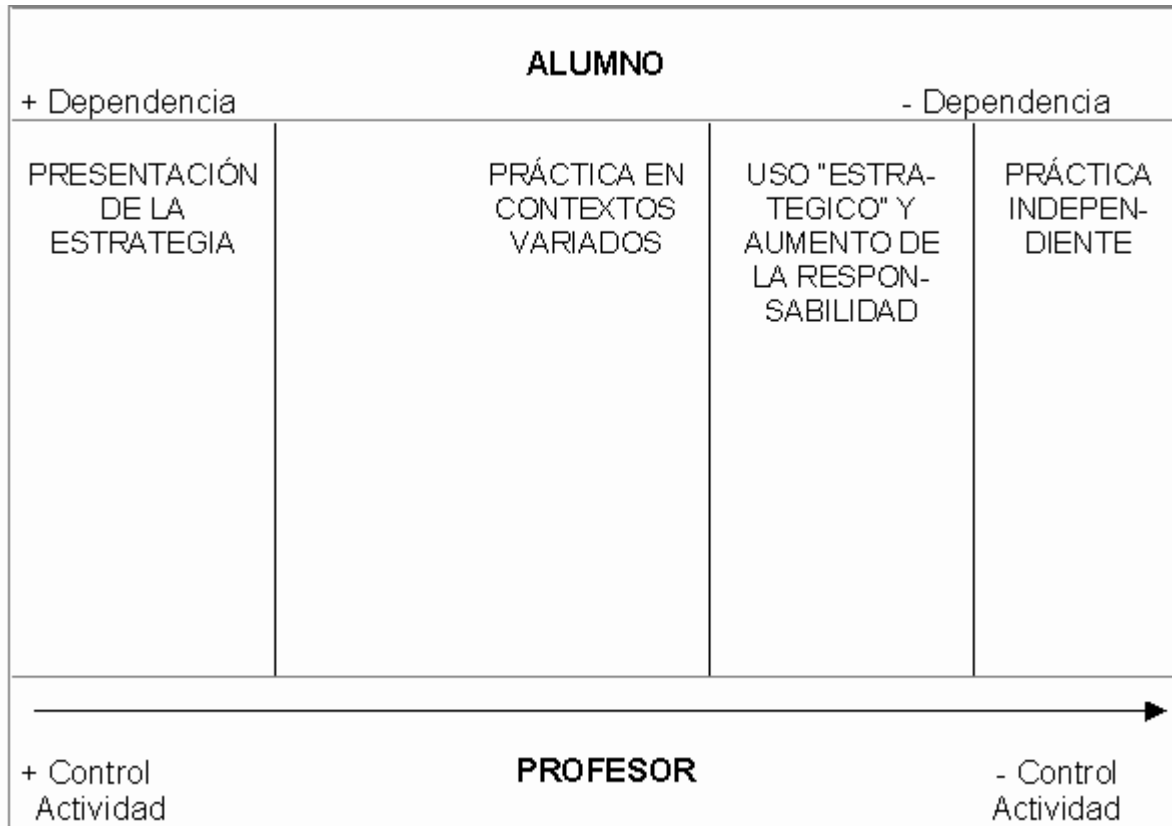 ALUMNO
+ Dependencia
- Dependencia
PRESENTACIÓN
DE LA
ESTRATEGIA
PRÁCTICA EN
CONTEXTOS
VARIADOS
USO "ESTRA-
TEGICO" Y
AUMENTO DE
LA RESPON-
SABILIDAD
PRÁCTICA
INDEPEN-
DIENTE
+ Control
Actividad
PROFESOR
- Control
Actividad